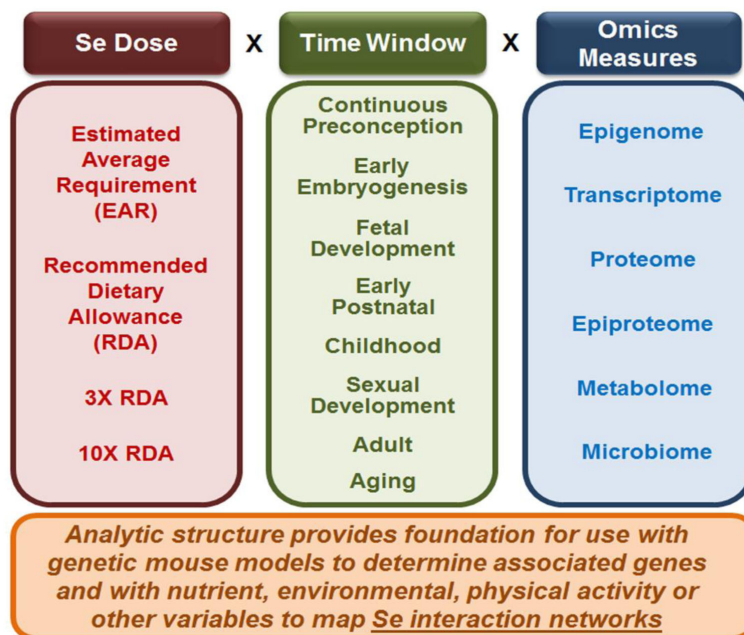 Se Dose
X
Time Window
X
Omics
Measures
Estimated
Average
Requirement
(EAR)
Recommended
Dietary
Allowance
(RDA)
3X RDA
10X RDA
Continuous
Preconception
Early
Embryogenesis
Fetal
Development
Early
Postnatal
Childhood
Sexual
Development
Adult
Aging
Epigenome
Transcriptome
Proteome
Epiproteome
Metabolome
Microbiome
Analytic structure provides foundation for use with
genetic mouse models to determine associated genes
and with nutrient, environmental, physical activity or
other variables to map Se interaction networks